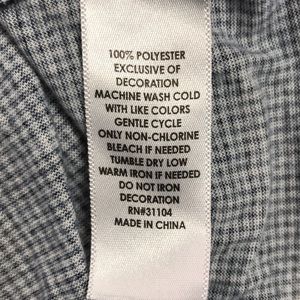 100% POLYESTER
EXCLUSIVE OF
DECORATION
MACHINE WASH COLD
WITH LIKE COLORS
GENTLE CYCLE
ONLY NON-CHLORINE
BLEACH IF NEEDED
TUMBLE DRY LOW
WARM IRON IF NEEDED
DO NOT IRON
DECORATION
RN#31104
MADE IN CHINA